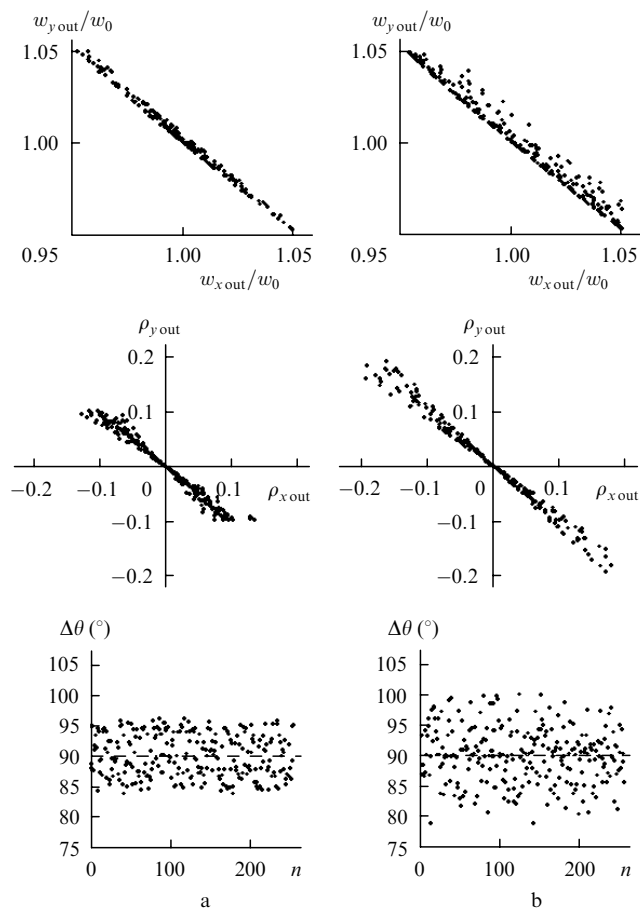 w_y out/w_0 w_y out/w_0
1.05 1.05
1.00 1.00
0.95 1.00 1.05 0.95 1.00 1.05
w_x out/w_0 w_x out/w_0
ρ_y out ρ_y out
0.2 0.2
0.1 0.1
−0.2 −0.1 0 0.1 ρ_x out −0.2 −0.1 0 0.1 ρ_x out
−0.1 −0.1
−0.2 −0.2
Δθ (°) Δθ (°)
105 105
100 100
95 95
90 90
85 85
80 80
75 75
0 100 200 n 0 100 200 n
a b